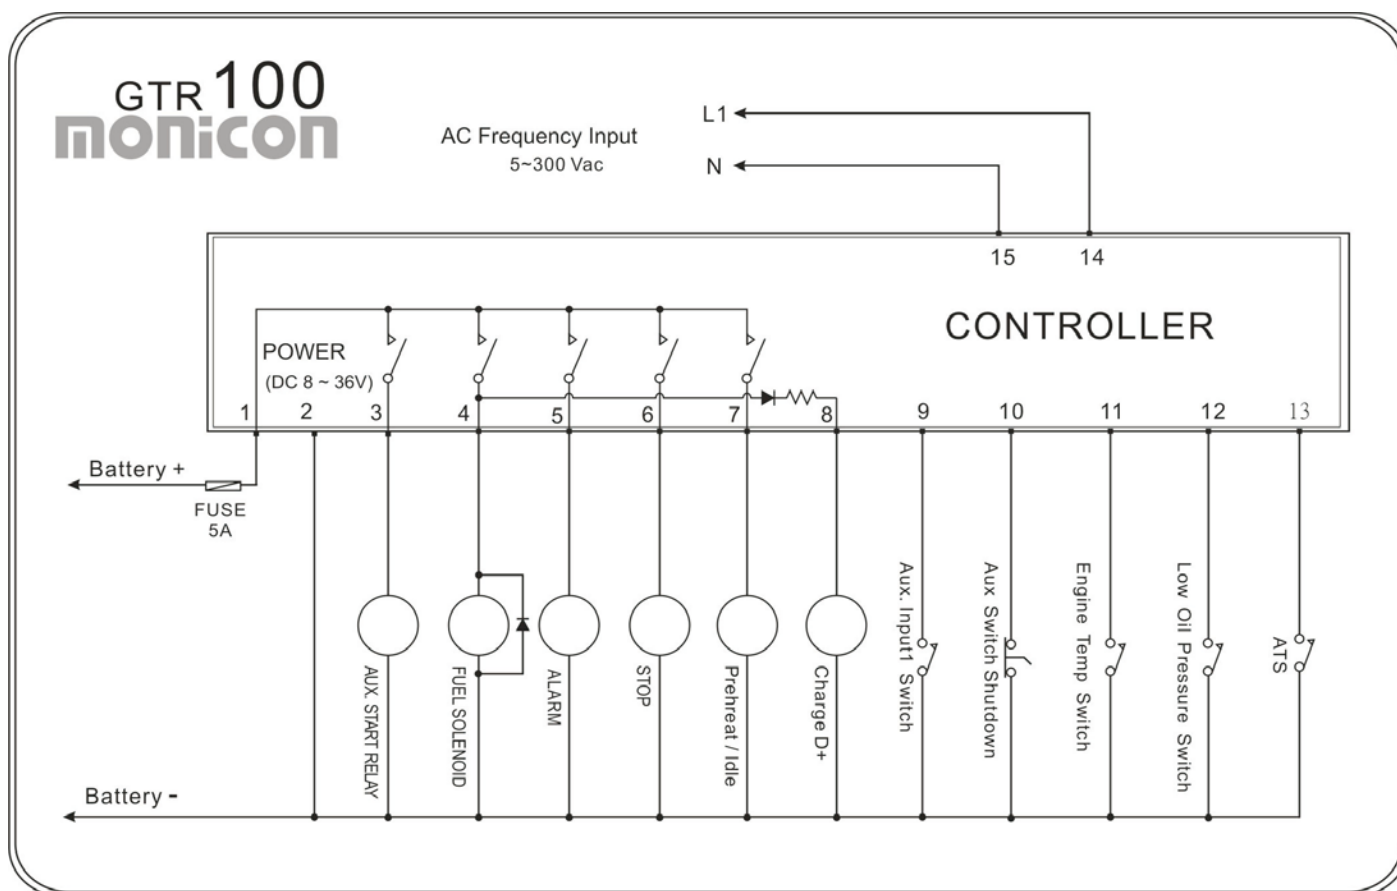 GTR 100
monicon
AC Frequency Input
5~300 Vac
L1
N
15
14
CONTROLLER
POWER
(DC 8 ~ 36V)
1
2
3
4
5
6
7
8
9
10
11
12
13
Battery +
FUSE
5A
AUX. START RELAY
FUEL SOLENOID
ALARM
STOP
Prehreat / Idle
Charge D+
Aux. Input1 Switch
Aux Switch Shutdown
Engine Temp Switch
Low Oil Pressure Switch
ATS
Battery -